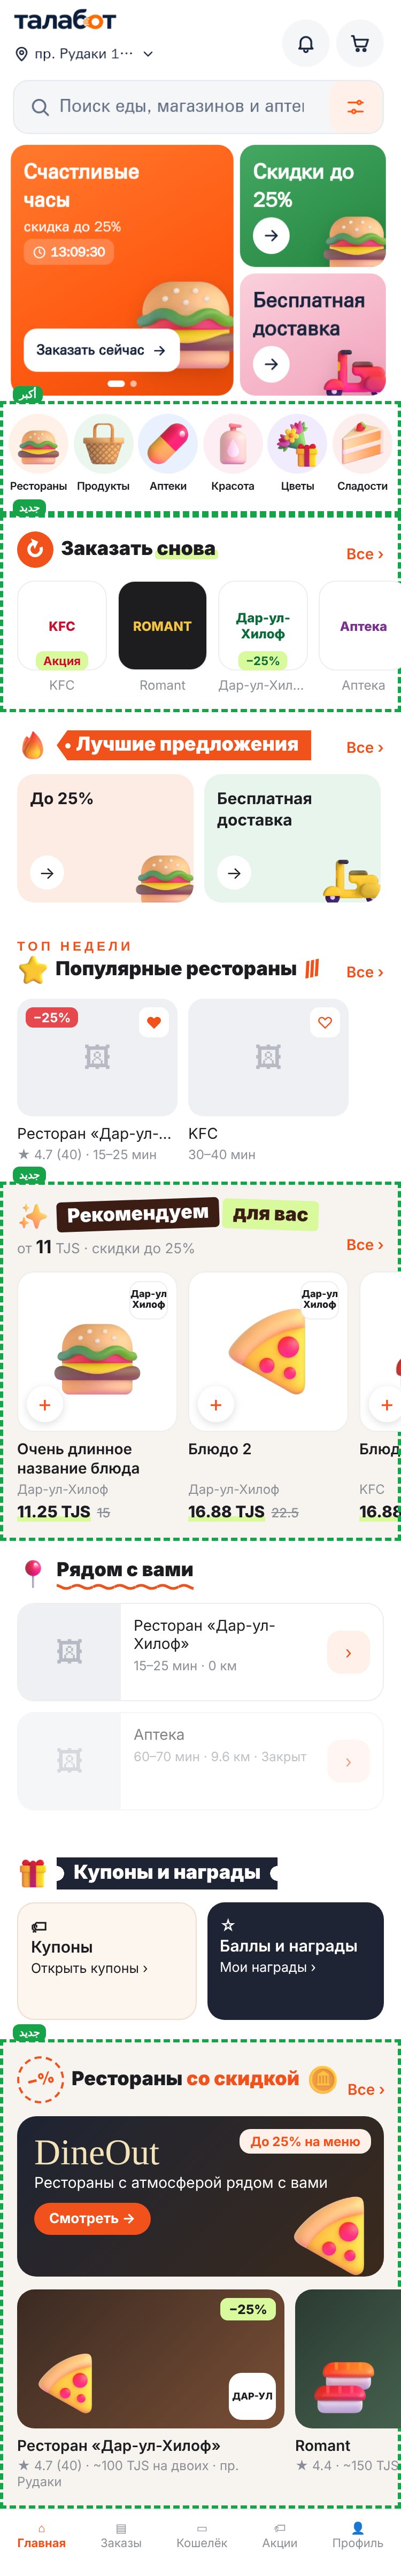 талабот
пр. Рудаки 1···
Поиск еды, магазинов и аптек
Счастливые
часы
скидка до 25%
13:09:30
Заказать сейчас →
Скидки до
25%
→
Бесплатная
доставка
→
أكبر
Рестораны Продукты Аптеки Красота Цветы Сладости
جديد
Заказать снова
Все ›
KFC ROMANT Дар-ул-Хилоф Аптека
Акция −25%
KFC Romant Дар-ул-Хил... Аптека
Лучшие предложения
Все ›
До 25%
→
Бесплатная
доставка
→
ТОП НЕДЕЛИ
Популярные рестораны
Все ›
−25%
Ресторан «Дар-ул-...
★ 4.7 (40) · 15–25 мин
KFC
30–40 мин
جديد
Рекомендуем для вас
от 11 TJS · скидки до 25%
Все ›
Дар-ул
Хилоф
+
Очень длинное
название блюда
Дар-ул-Хилоф
11.25 TJS 15
Дар-ул
Хилоф
+
Блюдо 2
Дар-ул-Хилоф
16.88 TJS 22.5
+
Блюд
KFC
16.88
Рядом с вами
Ресторан «Дар-ул-
Хилоф»
15–25 мин · 0 км
›
Аптека
60–70 мин · 9.6 км · Закрыт
›
Купоны и награды
Купоны
Открыть купоны ›
☆
Баллы и награды
Мои награды ›
جديد
−% Рестораны со скидкой
Все ›
До 25% на меню
DineOut
Рестораны с атмосферой рядом с вами
Смотреть →
−25%
ДАР-УЛ
Ресторан «Дар-ул-Хилоф»
★ 4.7 (40) · ~100 TJS на двоих · пр.
Рудаки
Romant
★ 4.4 · ~150 TJS
Главная Заказы Кошелёк Акции Профиль